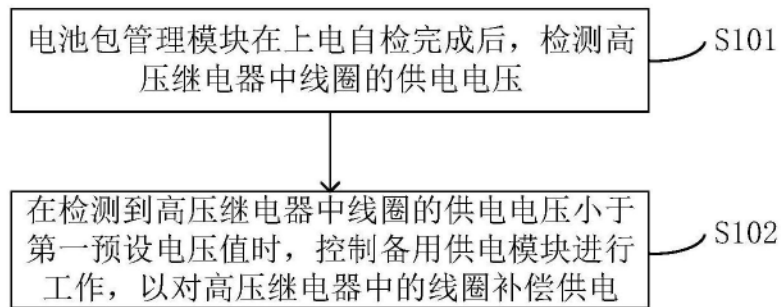 电池包管理模块在上电自检完成后，检测高
压继电器中线圈的供电电压
S101
在检测到高压继电器中线圈的供电电压小于
第一预设电压值时，控制备用供电模块进行
工作，以对高压继电器中的线圈补偿供电
S102